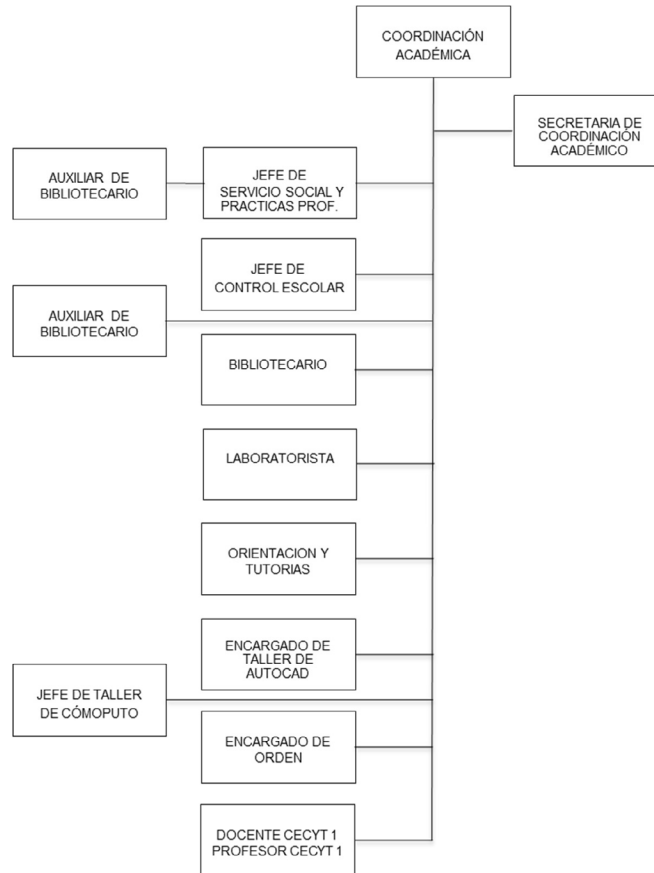 COORDINACIÓN
ACADÉMICA
SECRETARIA DE
COORDINACIÓN
ACADÉMICO
AUXILIAR DE
BIBLIOTECARIO
JEFE DE
SERVICIO SOCIAL Y
PRACTICAS PROF.
JEFE DE
CONTROL ESCOLAR
AUXILIAR DE
BIBLIOTECARIO
BIBLIOTECARIO
LABORATORISTA
ORIENTACION Y
TUTORIAS
ENCARGADO DE
TALLER DE
AUTOCAD
JEFE DE TALLER
DE CÓMOPUTO
ENCARGADO DE
ORDEN
DOCENTE CECYT 1
PROFESOR CECYT 1